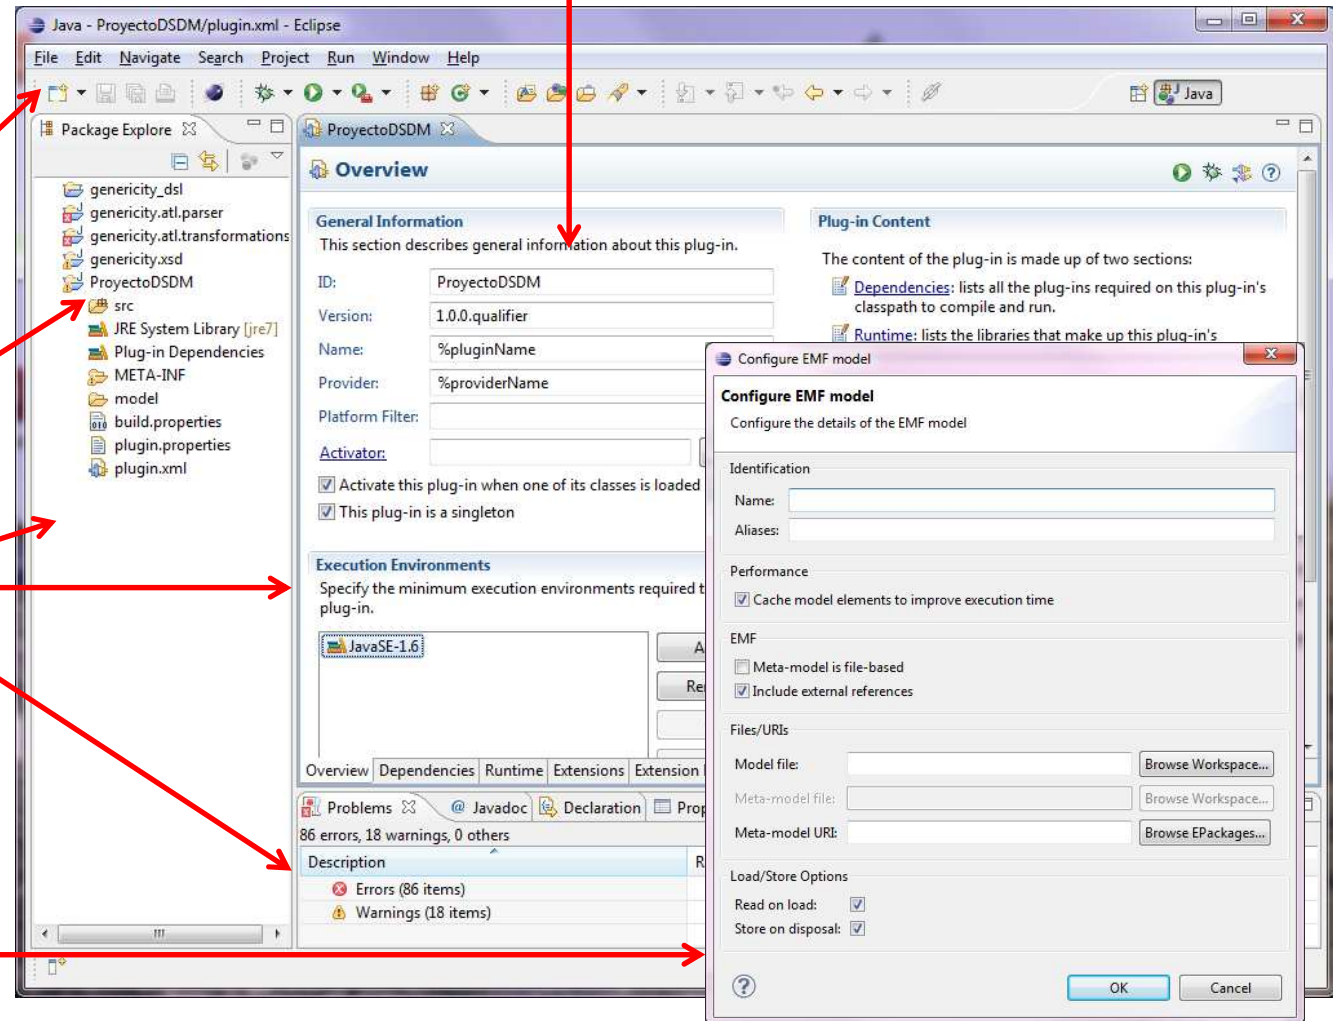 Java - ProyectoDSDM/plugin.xml - Eclipse
File Edit Navigate Search Project Run Window Help
Java
Package Explore
ProyectoDSDM
genericity_dsl
genericity.atl.parser
genericity.atl.transformations
genericity.xsd
ProyectoDSDM
src
JRE System Library [jre7]
Plug-in Dependencies
META-INF
model
build.properties
plugin.properties
plugin.xml
Overview
General Information
This section describes general information about this plug-in.
ID: ProyectoDSDM
Version: 1.0.0.qualifier
Name: %pluginName
Provider: %providerName
Platform Filter:
Activator:
Activate this plug-in when one of its classes is loaded
This plug-in is a singleton
Plug-in Content
The content of the plug-in is made up of two sections:
Dependencies: lists all the plug-ins required on this plug-in's
classpath to compile and run.
Runtime: lists the libraries that make up this plug-in's
Execution Environments
Specify the minimum execution environments required t
plug-in.
JavaSE-1.6
A
Re
Overview Dependencies Runtime Extensions Extension
Problems @ Javadoc Declaration Prop
86 errors, 18 warnings, 0 others
Description R
Errors (86 items)
Warnings (18 items)
Configure EMF model
Configure EMF model
Configure the details of the EMF model
Identification
Name:
Aliases:
Performance
Cache model elements to improve execution time
EMF
Meta-model is file-based
Include external references
Files/URIs
Model file: Browse Workspace...
Meta-model file: Browse Workspace...
Meta-model URI: Browse EPackages...
Load/Store Options
Read on load:
Store on disposal:
OK Cancel